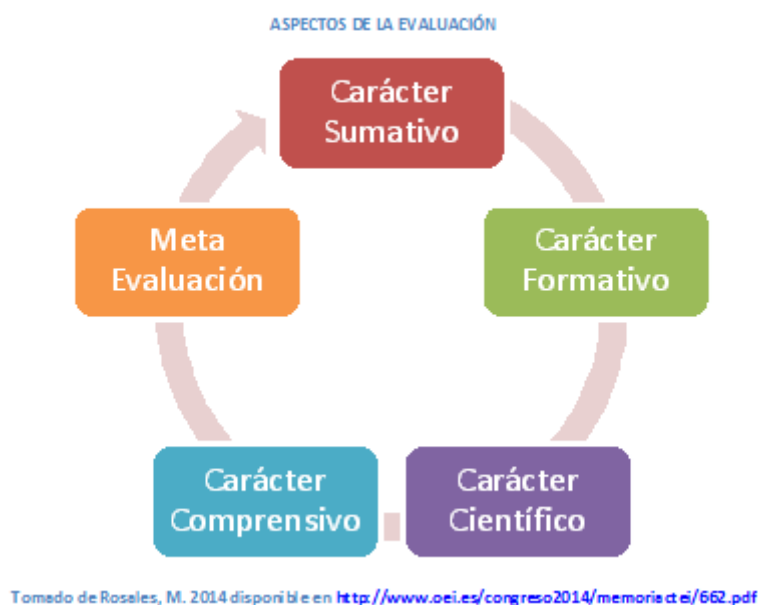 ASPECTOS DE LA EVALUACIÓN
Carácter
Sumativo
Carácter
Formativo
Carácter
Científico
Carácter
Comprensivo
Meta
Evaluación
Tomado de Rosales, M. 2014 disponible en http://www.oei.es/congreso2014/memoriactei/662.pdf